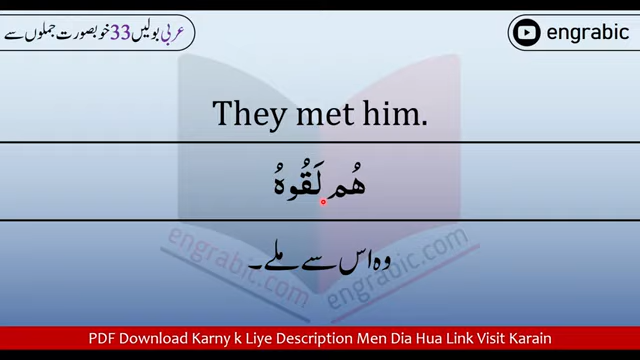 عربی بولیں 33 خوبصورت جملوں سے
engrabic
They met him.
هُم لَقُوهُ
وہ اس سے ملے۔
engrabic.com
engrabic.com
PDF Download Karny k Liye Description Men Dia Hua Link Visit Karain